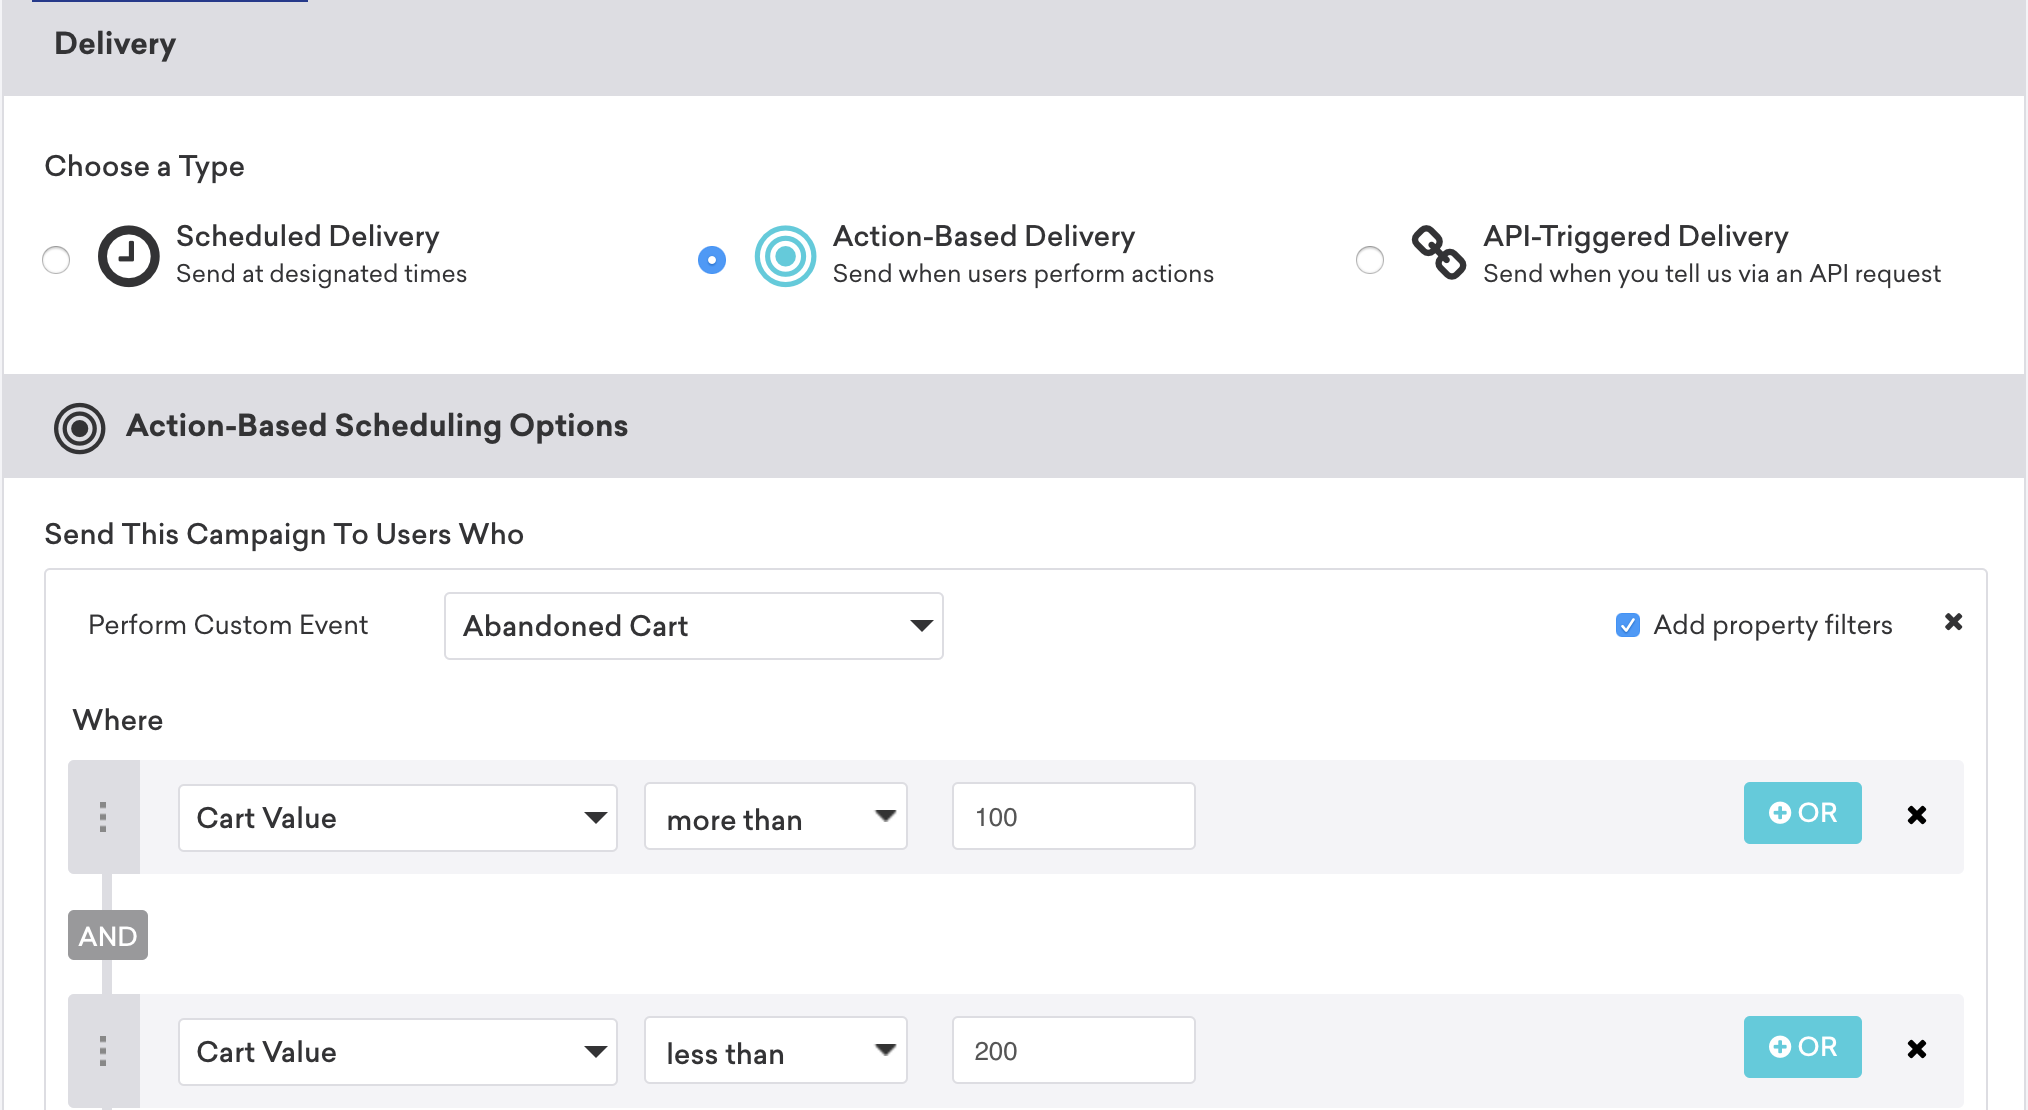 Delivery
Choose a Type
Scheduled Delivery
Send at designated times
Action-Based Delivery
Send when users perform actions
API-Triggered Delivery
Send when you tell us via an API request
Action-Based Scheduling Options
Send This Campaign To Users Who
Perform Custom Event
Abandoned Cart
Add property filters
Where
Cart Value
more than
100
OR
AND
Cart Value
less than
200
OR